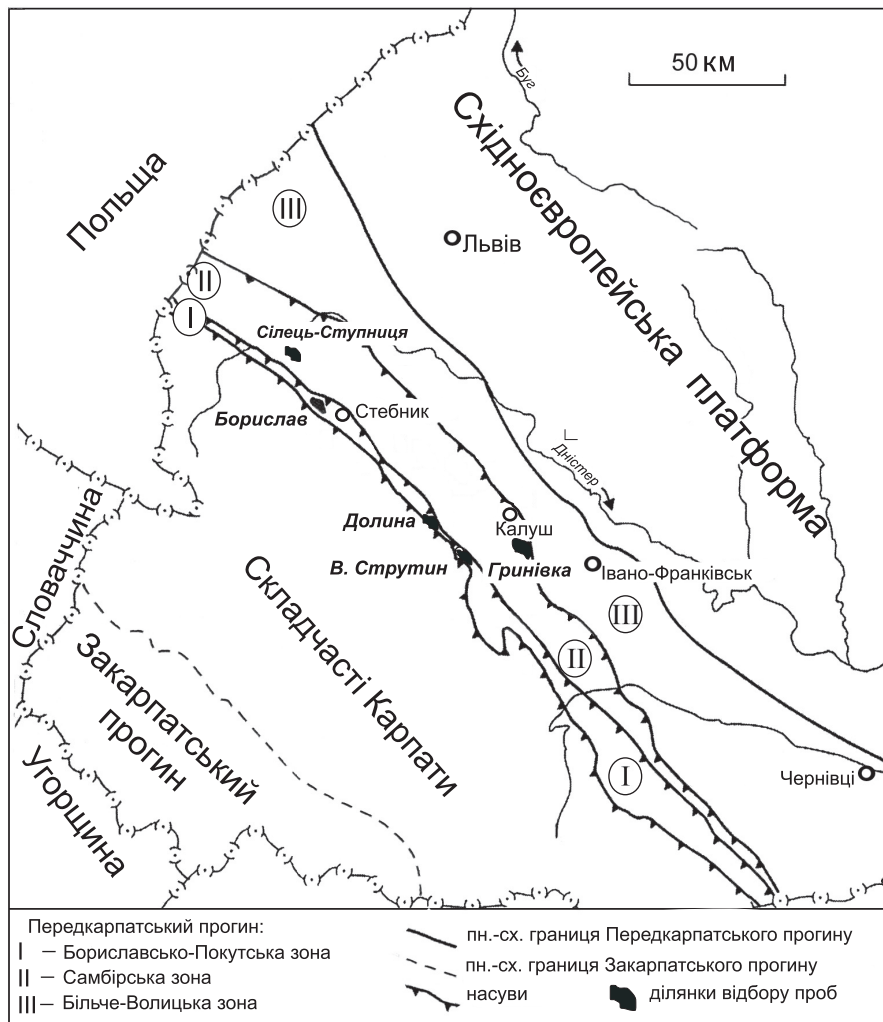 50 КМ
Буг
Східноєвропейська платформа
Польща
III
Львів
II
I
Сілець-Ступниця
Борислав
Стебник
Дністер
Словаччина
Долина
Калуш
В. Струтин
Гринівка
Івано-Франківськ
III
Складчасті Карпати
II
Закарпатський
прогин
I
Чернівці
Угорщина
Передкарпатський прогин:
I – Бориславсько-Покутська зона
II – Самбірська зона
III – Більче-Волицька зона
пн.-сх. границя Передкарпатського прогину
пн.-сх. границя Закарпатського прогину
насуви
ділянки відбору проб